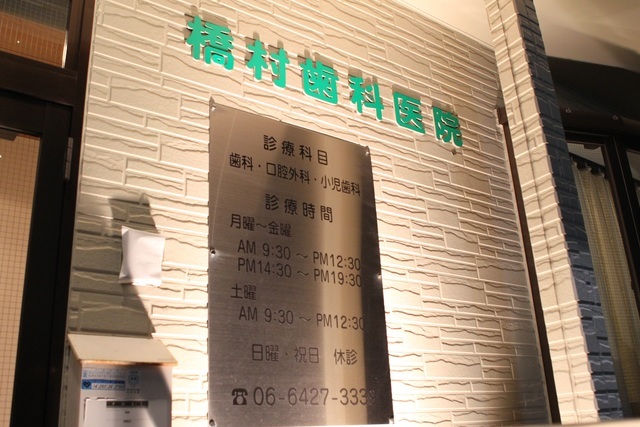 橋村歯科医院
診療科目
歯科・口腔外科・小児歯科
診療時間
月曜～金曜
AM 9:30 ～ PM12:30
PM14:30 ～ PM19:30
土曜
AM 9:30 ～ PM12:30
日曜・祝日 休診
☎06-6427-3333